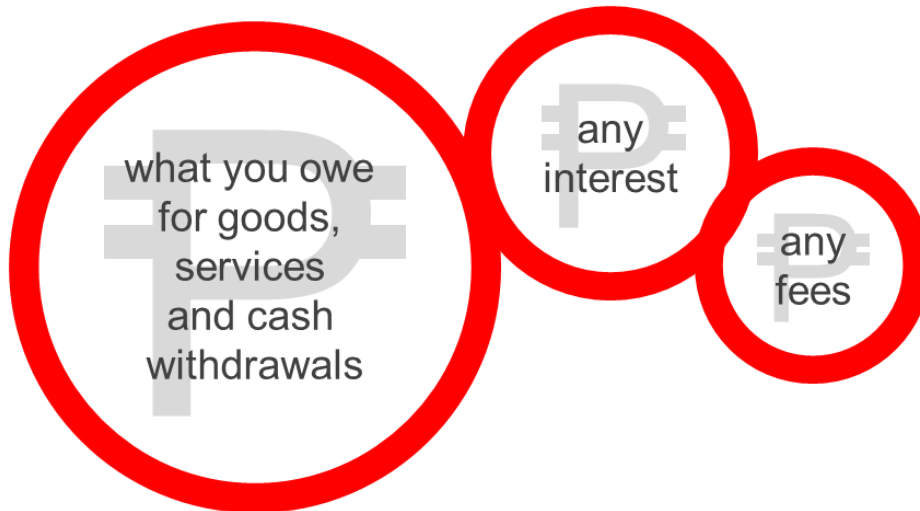 what you owe
for goods,
services
and cash
withdrawals
any
interest
any
fees